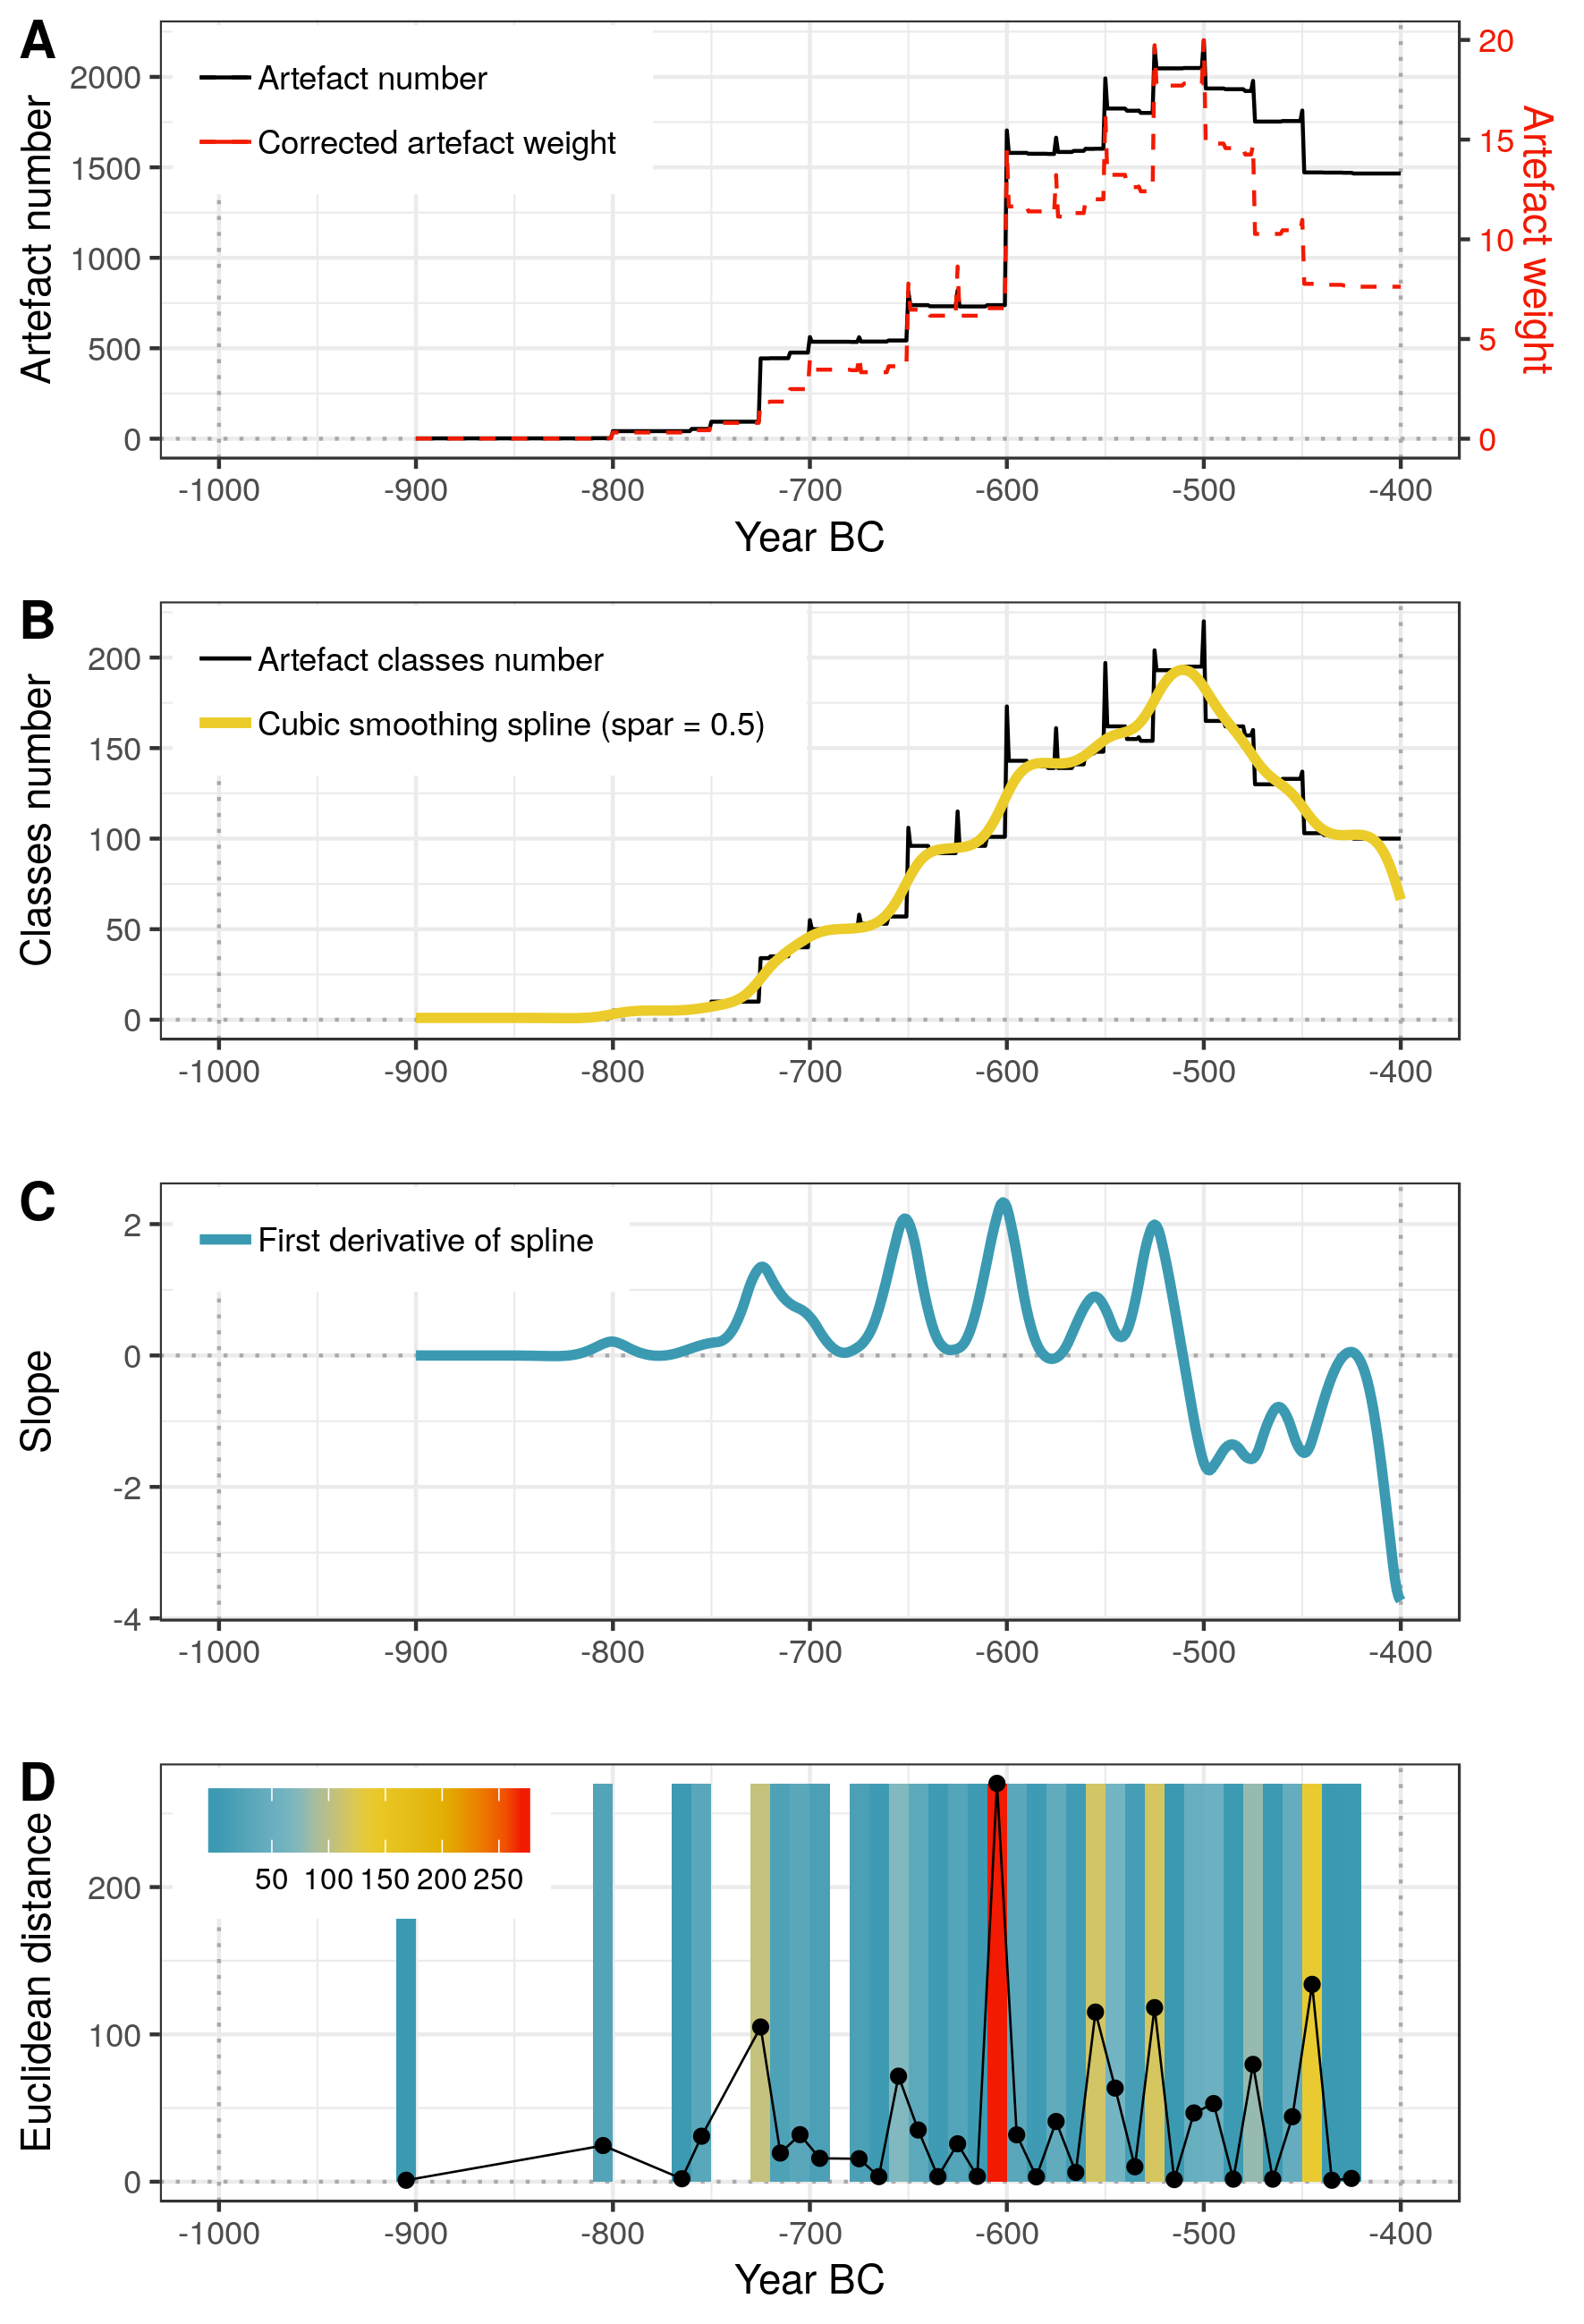 A
Artefact number
Corrected artefact weight
2000
1500
1000
500
0
Artefact number
20
15
10
5
0
Artefact weight
-1000 -900 -800 -700 -600 -500 -400
Year BC
B
Artefact classes number
Cubic smoothing spline (spar = 0.5)
200
150
100
50
0
Classes number
-1000 -900 -800 -700 -600 -500 -400
C
First derivative of spline
2
0
-2
-4
Slope
-1000 -900 -800 -700 -600 -500 -400
D
50 100 150 200 250
200
100
0
Euclidean distance
-1000 -900 -800 -700 -600 -500 -400
Year BC